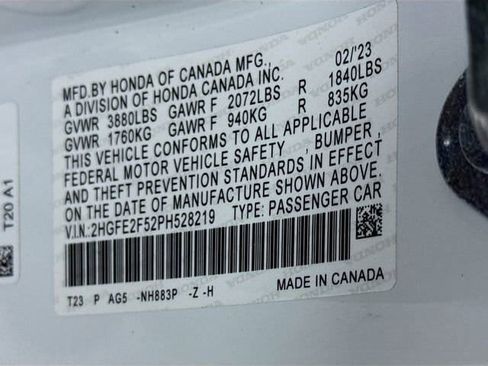 MFD.BY HONDA OF CANADA MFG., 02/'23
A DIVISION OF HONDA CANADA INC.
GVWR 3880LBS GAWR F 2072LBS R 1840LBS
GVWR 1760KG GAWR F 940KG R 835KG
THIS VEHICLE CONFORMS TO ALL APPLICABLE
FEDERAL MOTOR VEHICLE SAFETY, BUMPER,
AND THEFT PREVENTION STANDARDS IN EFFECT
ON THE DATE OF MANUFACTURE SHOWN ABOVE.
V.I.N.: 2HGFE2F52PH528219 TYPE: PASSENGER CAR
T23 P AG5 -NH883P -Z -H
MADE IN CANADA
T20 A1